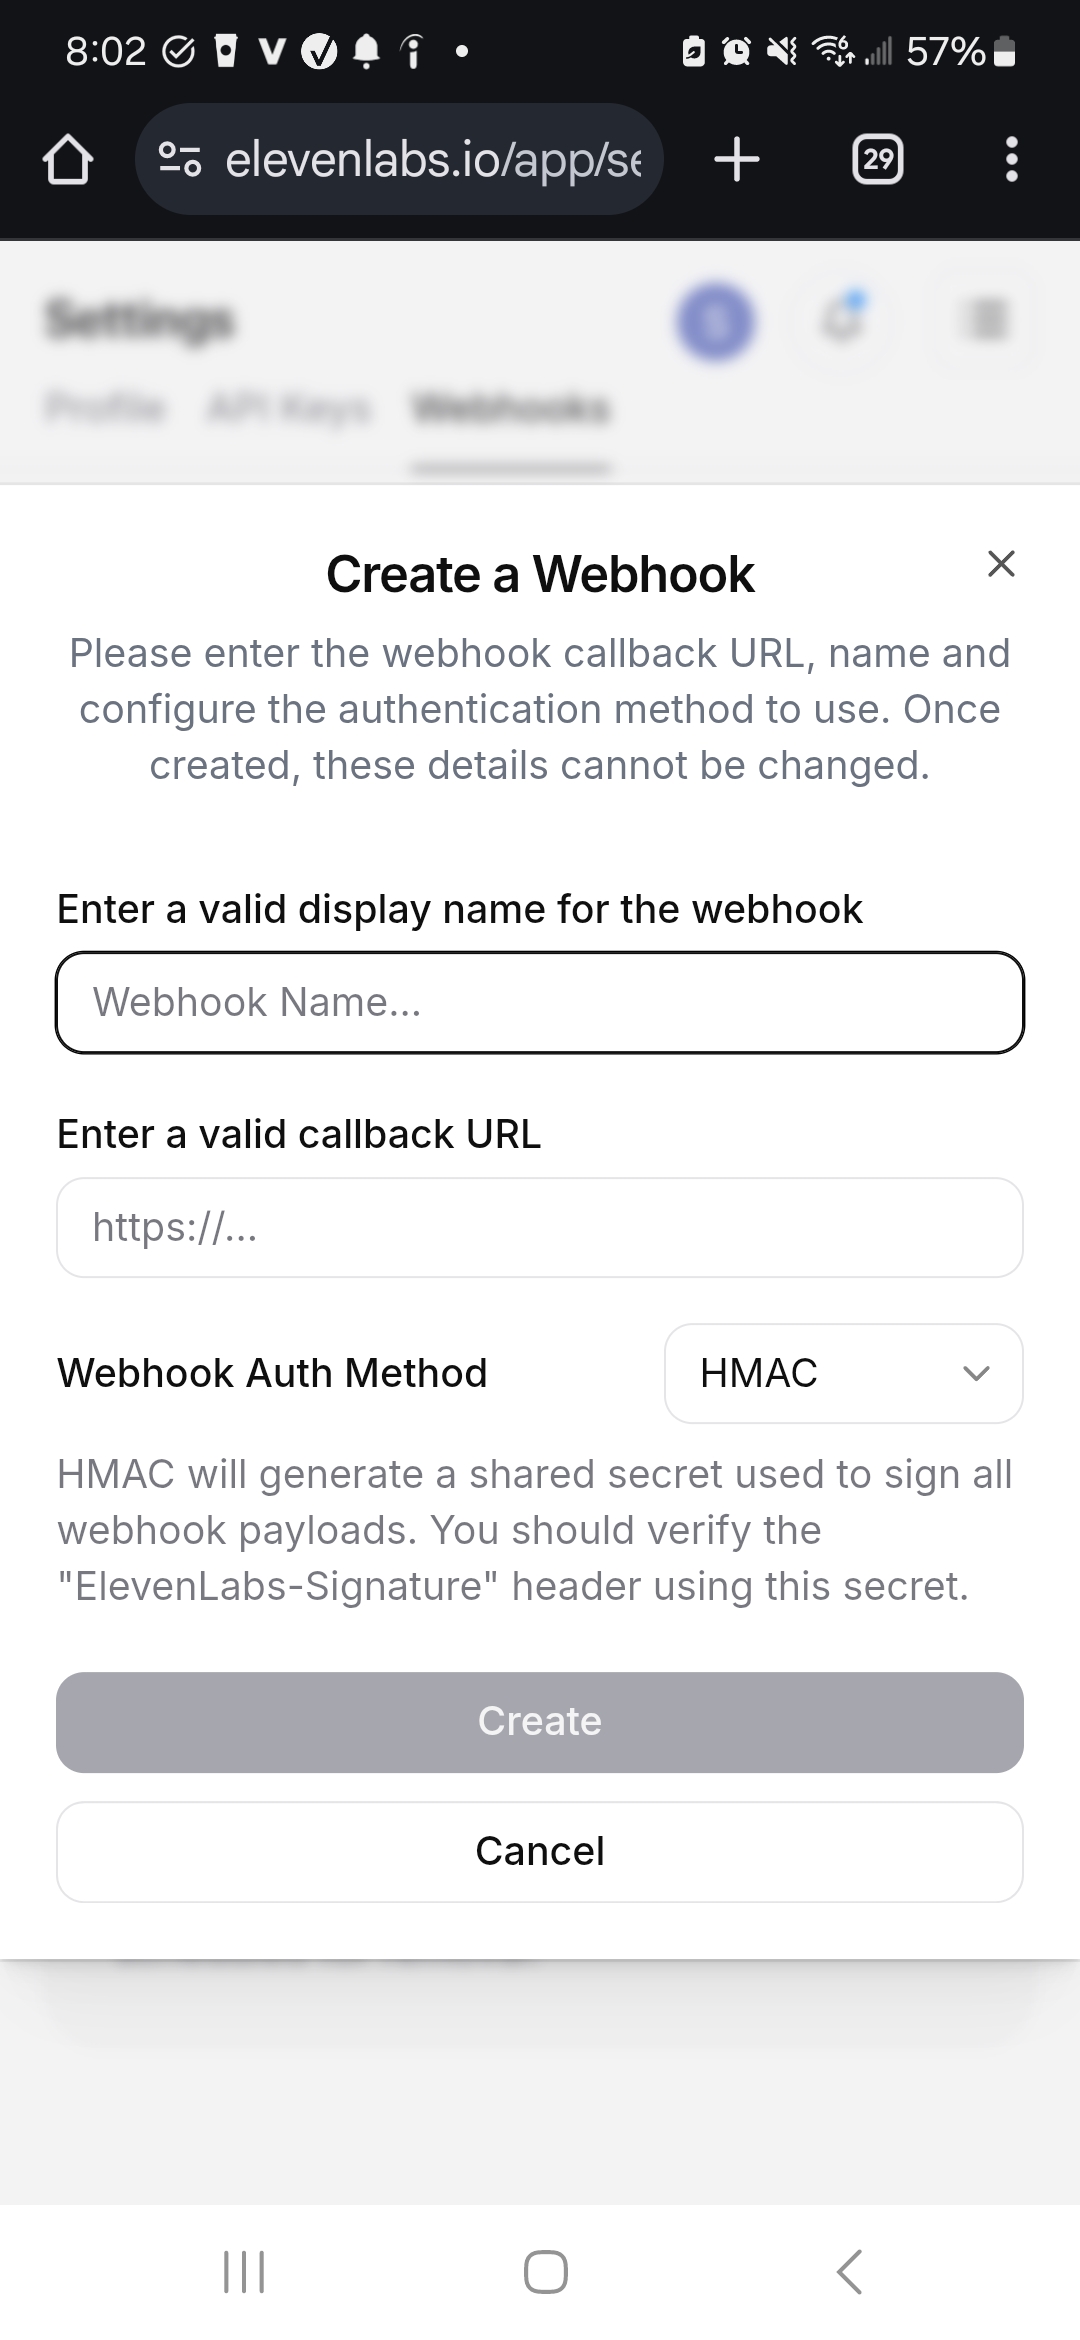 8:02
57%
elevenlabs.io/app/se
29
Settings
S
Profile API Keys Webhooks
Create a Webhook
Please enter the webhook callback URL, name and
configure the authentication method to use. Once
created, these details cannot be changed.
Enter a valid display name for the webhook
Webhook Name...
Enter a valid callback URL
https://...
Webhook Auth Method
HMAC
HMAC will generate a shared secret used to sign all
webhook payloads. You should verify the
"ElevenLabs-Signature" header using this secret.
Create
Cancel